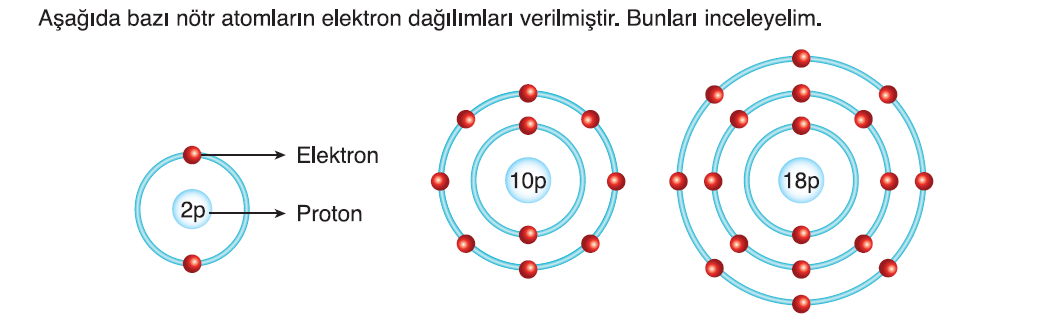 Aşağıda bazı nötr atomların elektron dağılımları verilmiştir. Bunları inceleyelim.
Elektron
2p
Proton
10p
18p